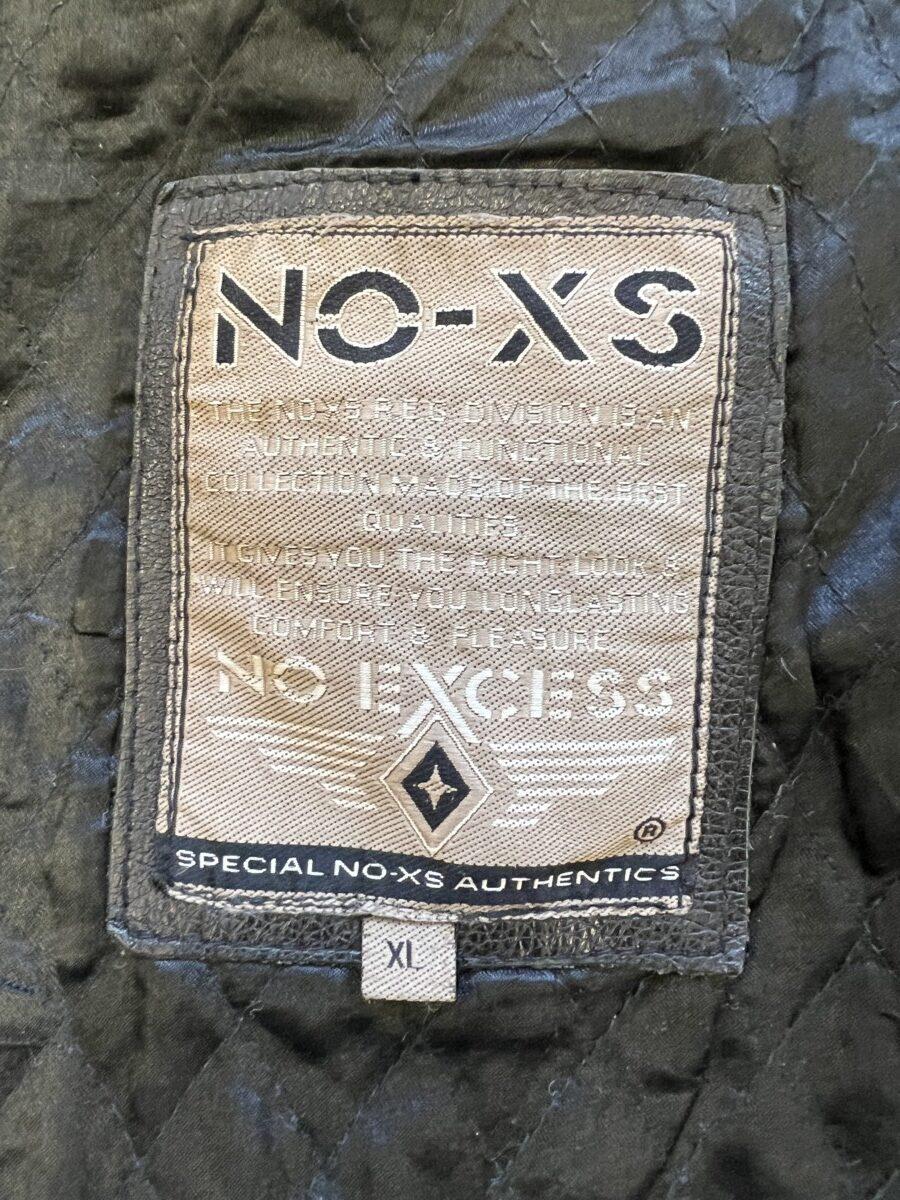 NO-XS
THE NO-XS R.E.G. DIVISION IS AN
AUTHENTIC & FUNCTIONAL
COLLECTION MADE OF THE BEST
QUALITIES.
IT GIVES YOU THE RIGHT LOOK &
WILL ENSURE YOU LONGLASTING
COMFORT & PLEASURE
NO EXCESS
®
SPECIAL NO-XS AUTHENTICS
XL